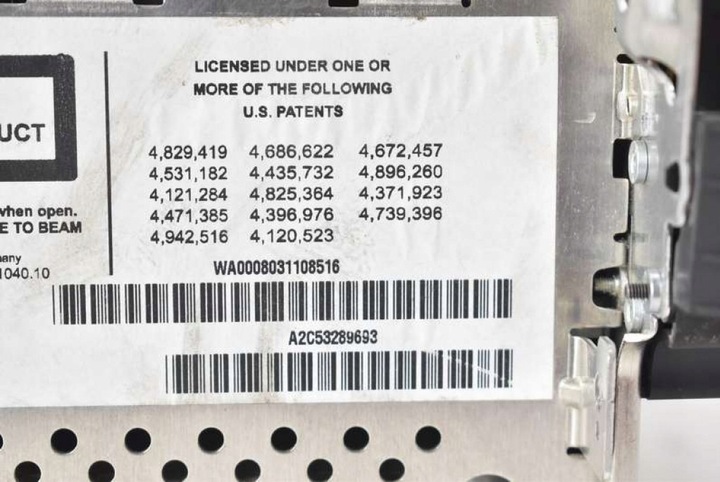 UCT
when open.
E TO BEAM
any
1040.10
LICENSED UNDER ONE OR
MORE OF THE FOLLOWING
U.S. PATENTS
4,829,419 4,686,622 4,672,457
4,531,182 4,435,732 4,896,260
4,121,284 4,825,364 4,371,923
4,471,385 4,396,976 4,739,396
4,942,516 4,120,523
WA0008031108516
A2C53289693